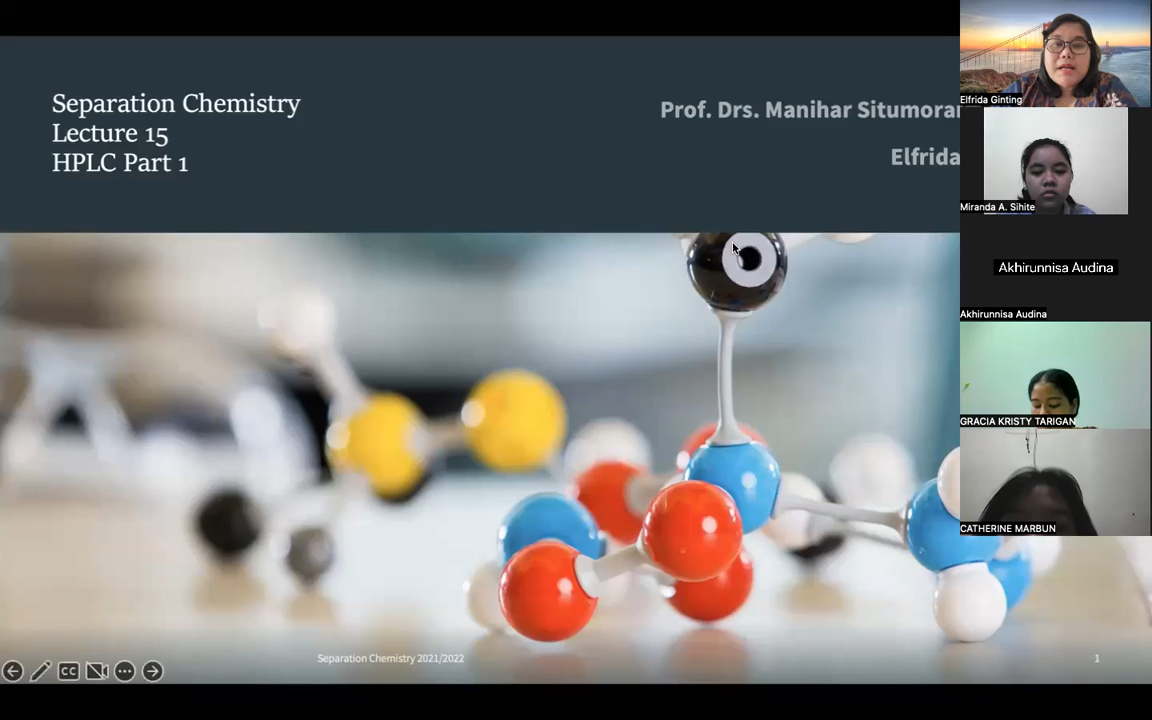 Separation Chemistry
Lecture 15
HPLC Part 1
Prof. Drs. Manihar
Elfrida
Elfrida Ginting
Miranda A. Sihite
Akhirunnisa Audina
Akhirunnisa Audina
GRACIA KRISTY TARIGAN
CATHERINE MARBUN
CC
Separation Chemistry 2021/2022
1